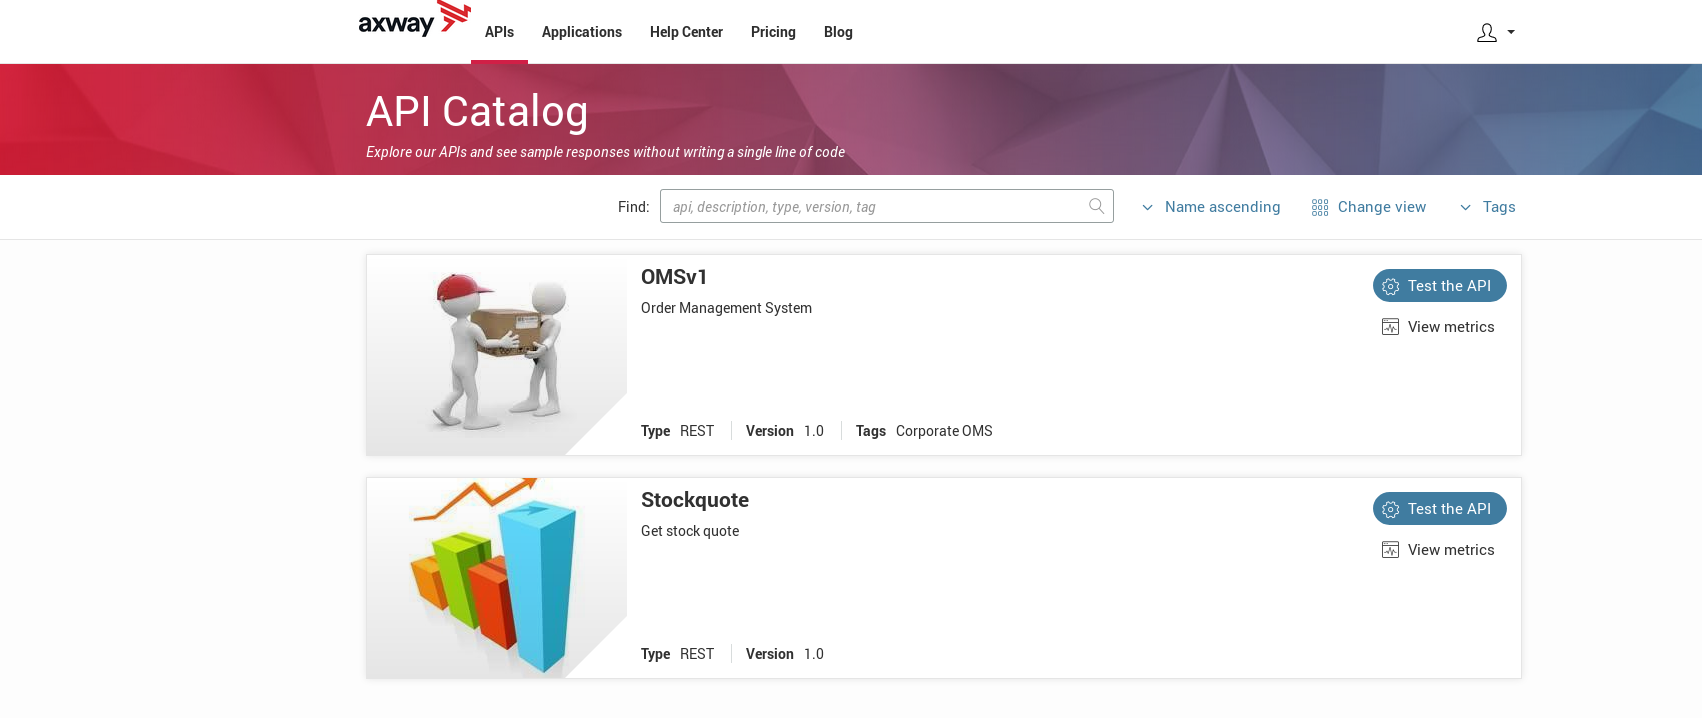 axway
APIs Applications Help Center Pricing Blog
API Catalog
Explore our APIs and see sample responses without writing a single line of code
Find: api, description, type, version, tag Name ascending Change view Tags
OMSv1
Order Management System
Test the API
View metrics
Type REST Version 1.0 Tags Corporate OMS
Stockquote
Get stock quote
Test the API
View metrics
Type REST Version 1.0